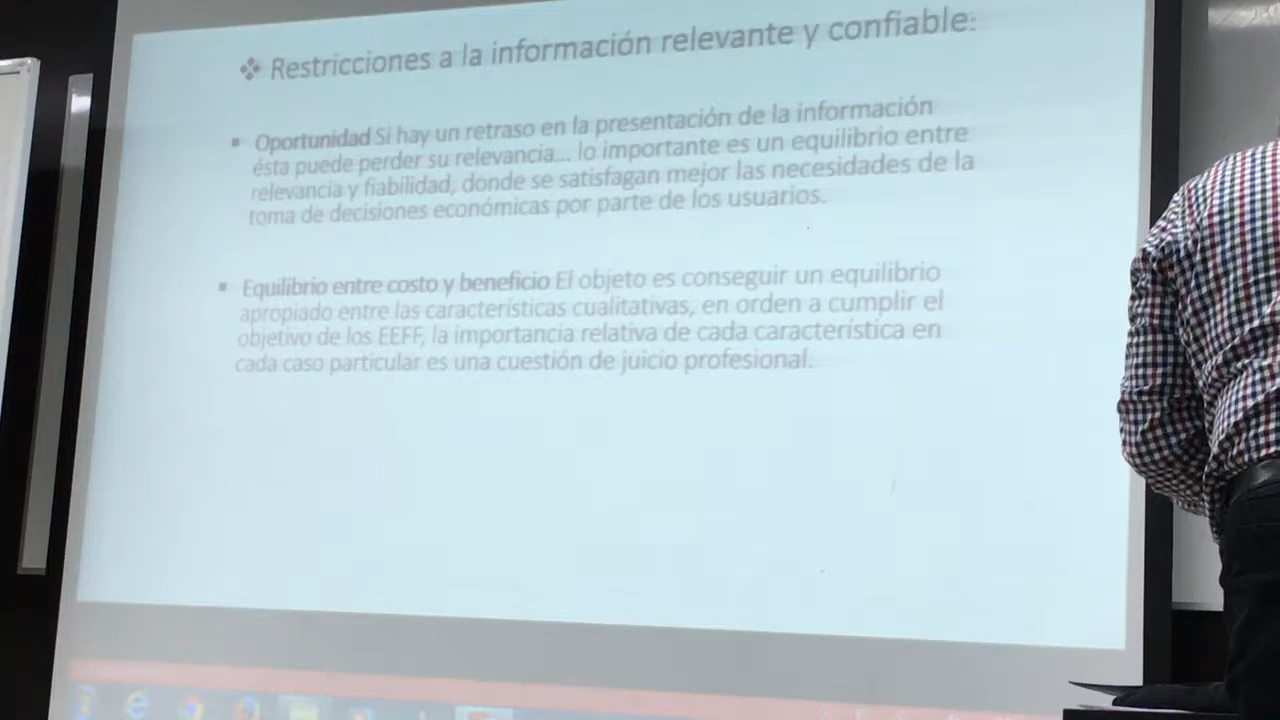 ❖ Restricciones a la información relevante y confiable:
▪ Oportunidad Si hay un retraso en la presentación de la información
ésta puede perder su relevancia... lo importante es un equilibrio entre
relevancia y fiabilidad, donde se satisfagan mejor las necesidades de la
toma de decisiones económicas por parte de los usuarios.
▪ Equilibrio entre costo y beneficio El objeto es conseguir un equilibrio
apropiado entre las características cualitativas, en orden a cumplir el
objetivo de los EEFF, la importancia relativa de cada característica en
cada caso particular es una cuestión de juicio profesional.